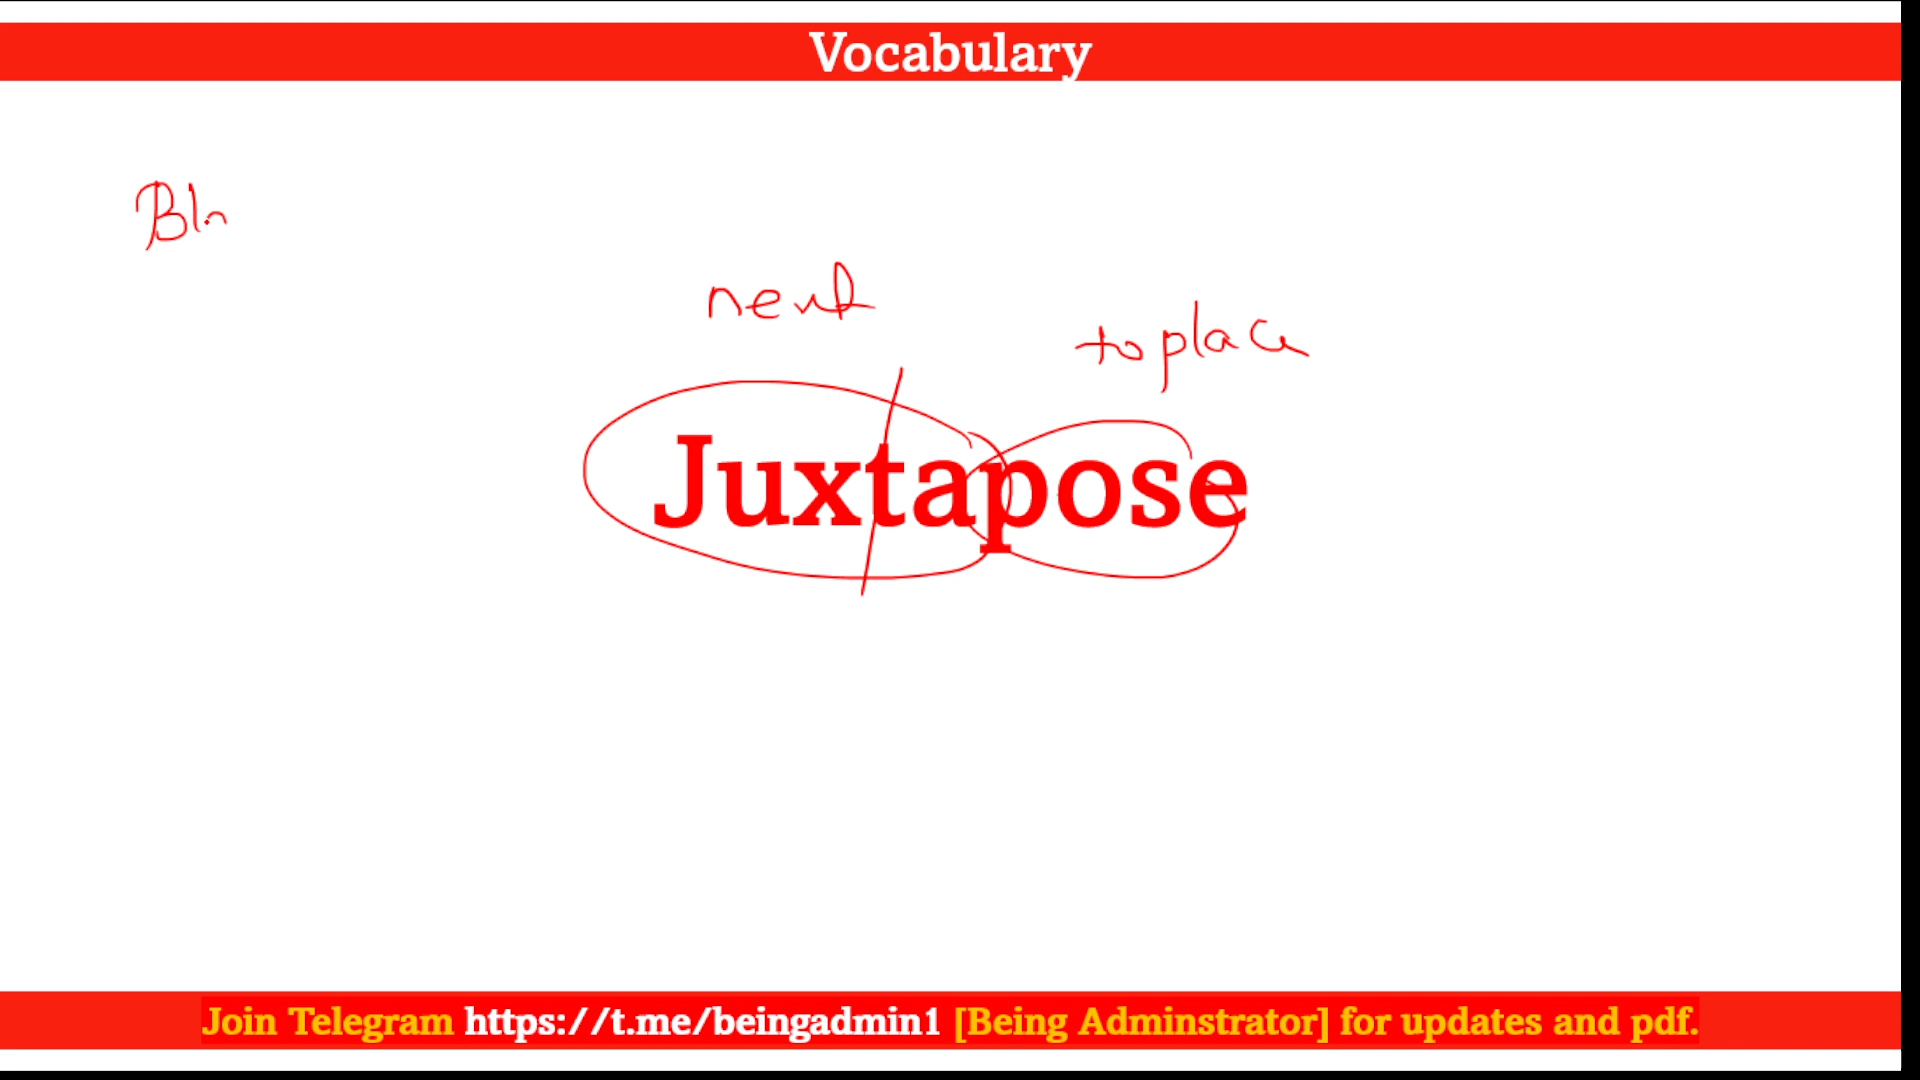 Vocabulary
next
to place
Juxtapose
Join Telegram https://t.me/beingadmin1 [Being Adminstrator] for updates and pdf.